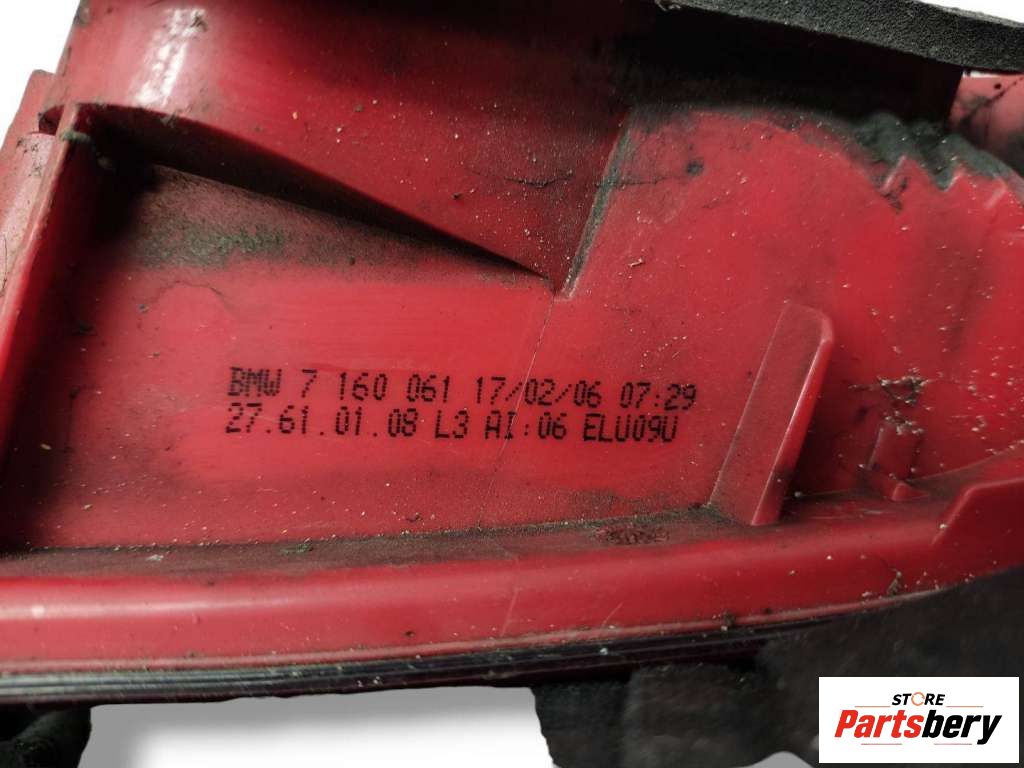 BMW 7 160 061 17/02/06 07:29
27.61.01.08 L3 AI:06 ELU09U
STORE
Partsbery